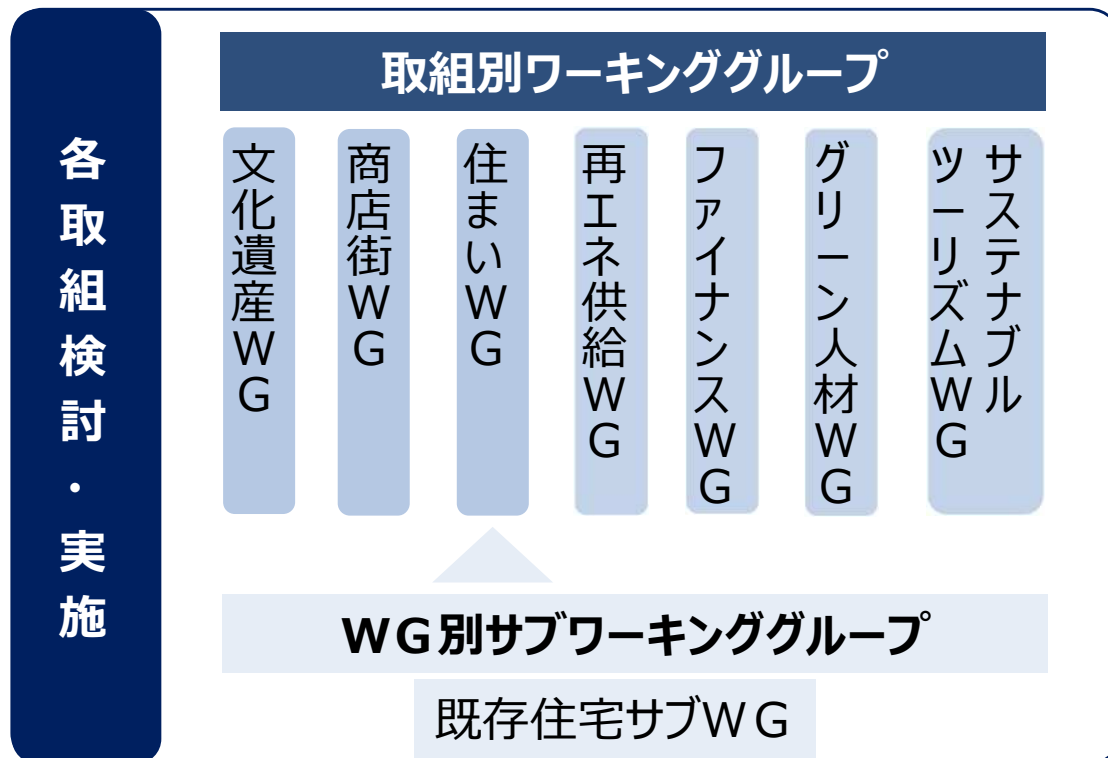 各取組検討・実施
取組別ワーキンググループ
文化遺産WG
商店街WG
住まいWG
再エネ供給WG
ファイナンスWG
グリーン人材WG
サステナブル
ツーリズムWG
WG別サブワーキンググループ
既存住宅サブWG